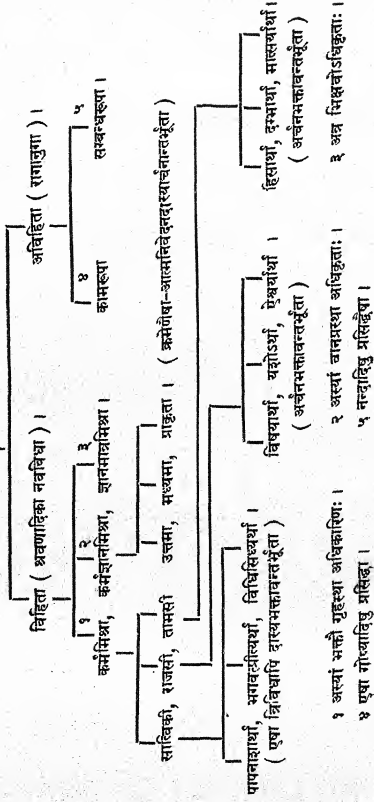 विहिता ( श्रवणादिका नवविधा ) । अविहिता ( रागानुगा ) ।
१ २ ३ ४ ५
कर्ममिश्रा, कर्मज्ञानमिश्रा, ज्ञानमात्रमिश्रा । कामरूपा सम्बन्धरूपा ।
सात्विकी, राजसी, तामसी उत्तमा, मध्यमा, प्राकृता । ( क्रमेणैषा-आत्मनिवेदनदास्यार्चनान्तर्भूता )
पापनाशार्था, भगवत्प्रीत्यर्था, विधिसिध्यर्था । विषयार्था, यशोऽर्था, ऐश्वर्यार्था । हिंसार्था, दम्भार्था, मात्सर्यार्था ।
( एषा त्रिविधापि दास्यभक्तावन्तर्भूता ) ( अर्चनभक्तावन्तर्भूता ) ( अर्चनभक्तावन्तर्भूता )
१ अस्यां भक्तौ गृहस्था अधिकारिणः । २ अस्यां वानप्रस्था अधिकृताः । ३ अत्र भिक्षवोऽधिकृताः ।
४ एषा गोप्यादिषु प्रसिद्धा । ५ नन्दादिषु प्रसिद्धैषा ।